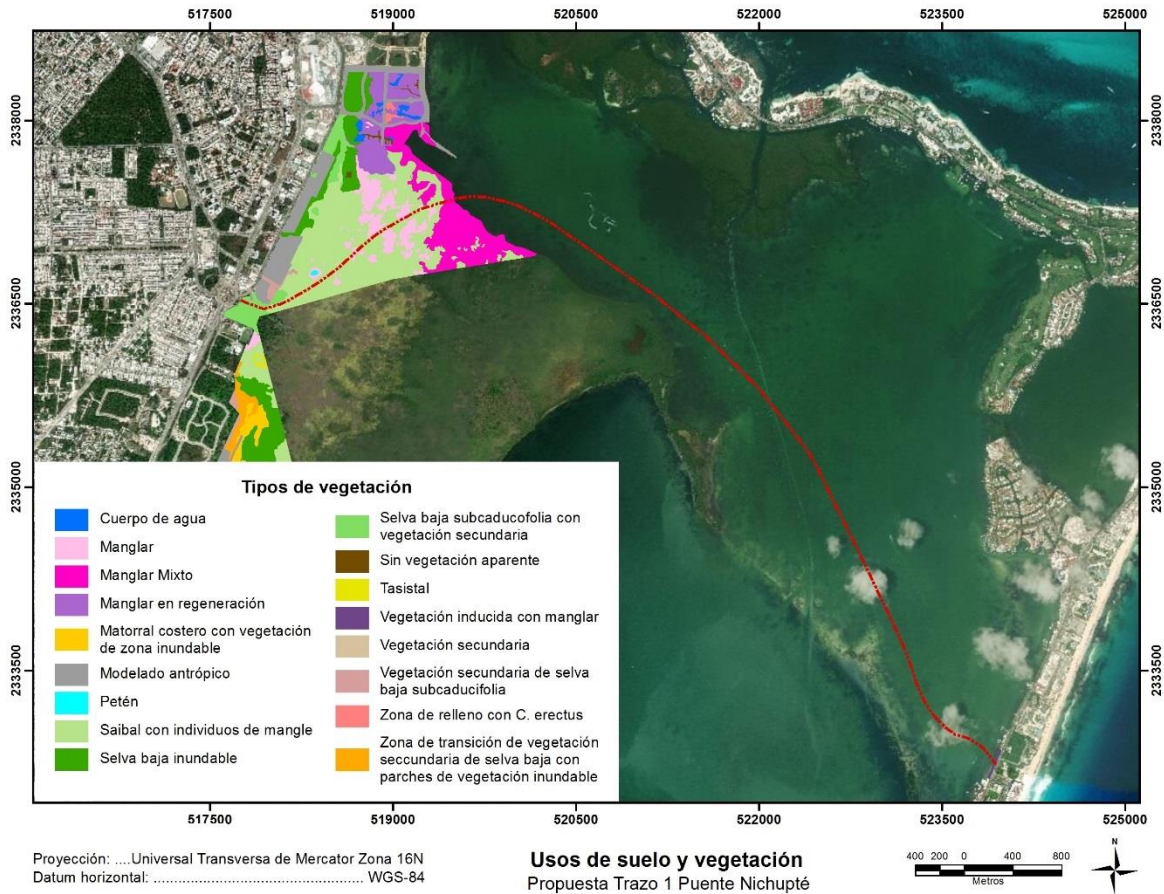 517500 519000 520500 522000 523500 525000
2338000 2338000
2336500 2336500
2335000 2335000
2333500 2333500
Tipos de vegetación
Cuerpo de agua
Manglar
Manglar Mixto
Manglar en regeneración
Matorral costero con vegetación
de zona inundable
Modelado antrópico
Petén
Saibal con individuos de mangle
Selva baja inundable
Selva baja subcaducofolia con
vegetación secundaria
Sin vegetación aparente
Tasistal
Vegetación inducida con manglar
Vegetación secundaria
Vegetación secundaria de selva
baja subcaducifolia
Zona de relleno con C. erectus
Zona de transición de vegetación
seccundaria de selva baja con
parches de vegetación inundable
517500 519000 520500 522000 523500 525000
Proyección: ....Universal Transversa de Mercator Zona 16N
Datum horizontal: ................................................ WGS-84
Usos de suelo y vegetación
Propuesta Trazo 1 Puente Nichupté
400 200 0 400 800
Metros
N